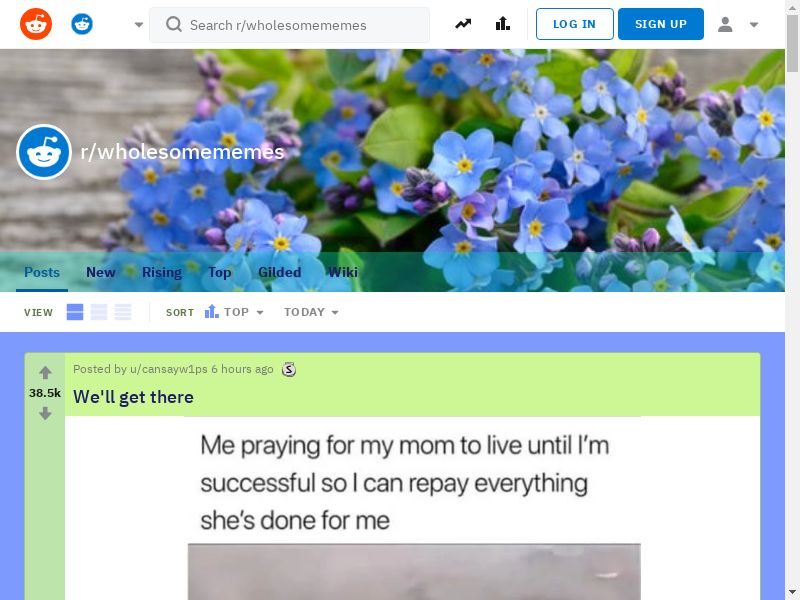 Search r/wholesomememes
LOG IN
SIGN UP
r/wholesomememes
Posts New Rising Top Gilded Wiki
VIEW SORT TOP TODAY
Posted by u/cansayw1ps 6 hours ago
38.5k
We'll get there
Me praying for my mom to live until I'm
successful so I can repay everything
she's done for me